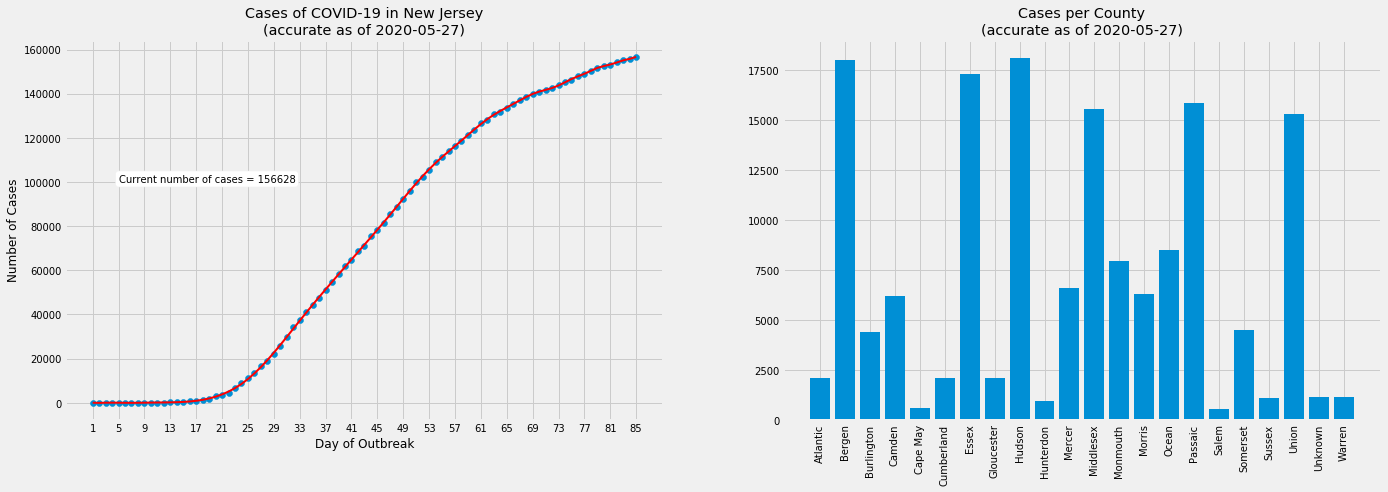 Cases of COVID-19 in New Jersey
(accurate as of 2020-05-27)
160000
140000
120000
100000
80000
60000
40000
20000
0
Number of Cases
Current number of cases = 156628
1 5 9 13 17 21 25 29 33 37 41 45 49 53 57 61 65 69 73 77 81 85
Day of Outbreak
Cases per County
(accurate as of 2020-05-27)
17500
15000
12500
10000
7500
5000
2500
0
Atlantic
Bergen
Burlington
Camden
Cape May
Cumberland
Essex
Gloucester
Hudson
Hunterdon
Mercer
Middlesex
Monmouth
Morris
Ocean
Passaic
Salem
Somerset
Sussex
Union
Unknown
Warren